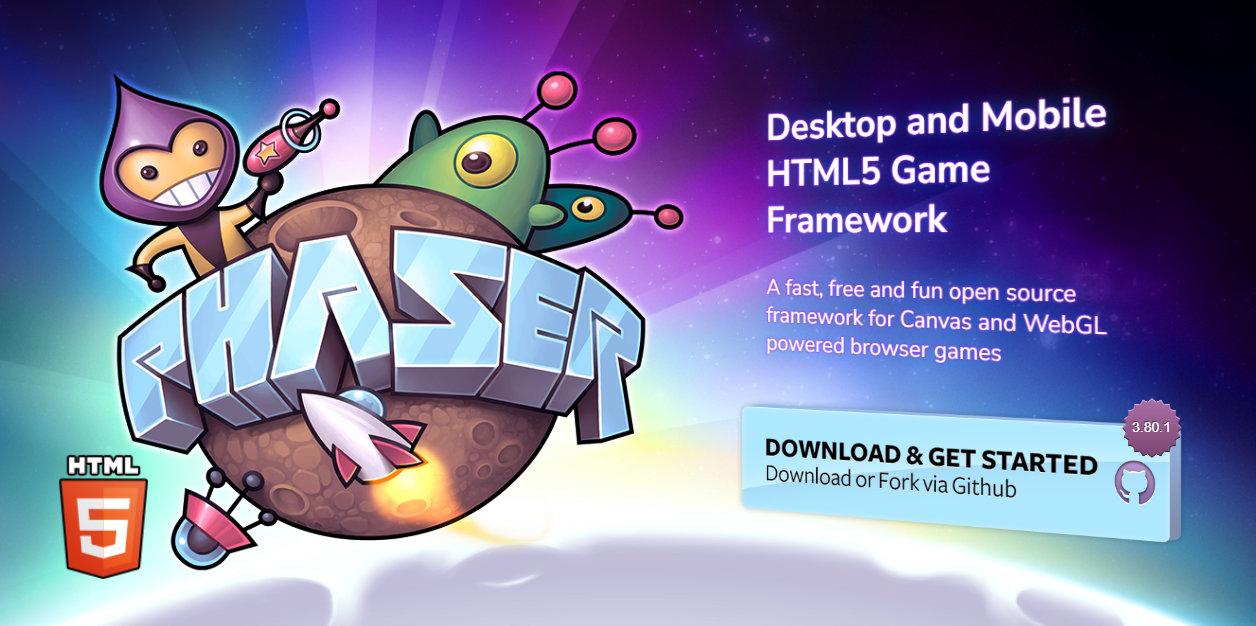 PHASER
HTML
5
Desktop and Mobile
HTML5 Game
Framework
A fast, free and fun open source
framework for Canvas and WebGL
powered browser games
3.80.1
DOWNLOAD & GET STARTED
Download or Fork via Github